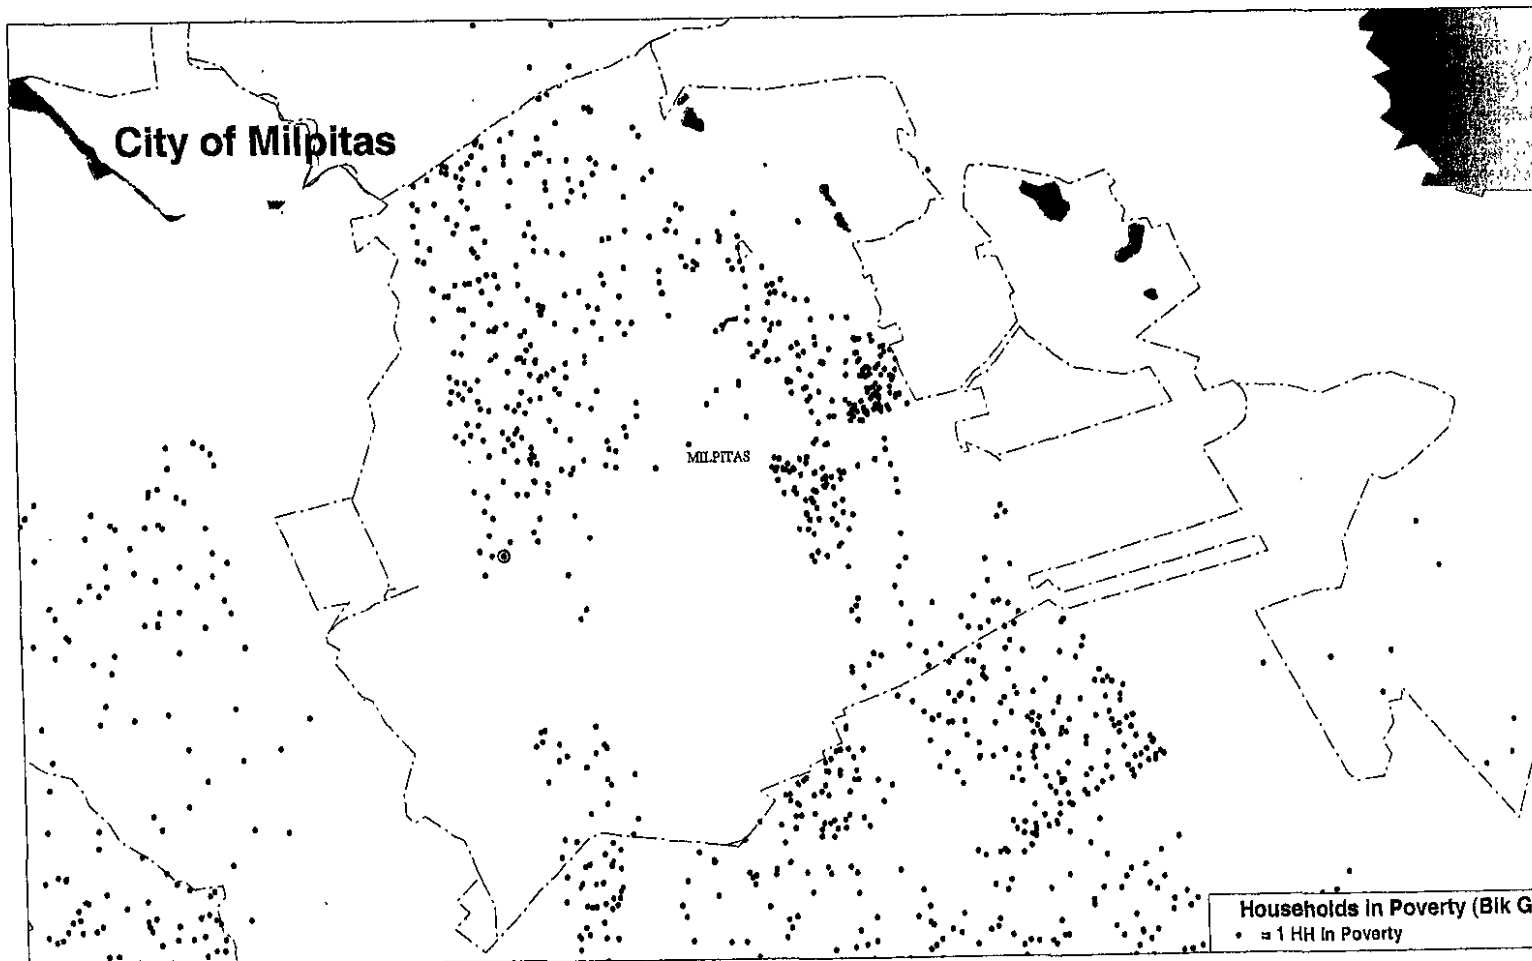 City of Milpitas
MILPITAS
Households in Poverty (Blk G
= 1 HH in Poverty